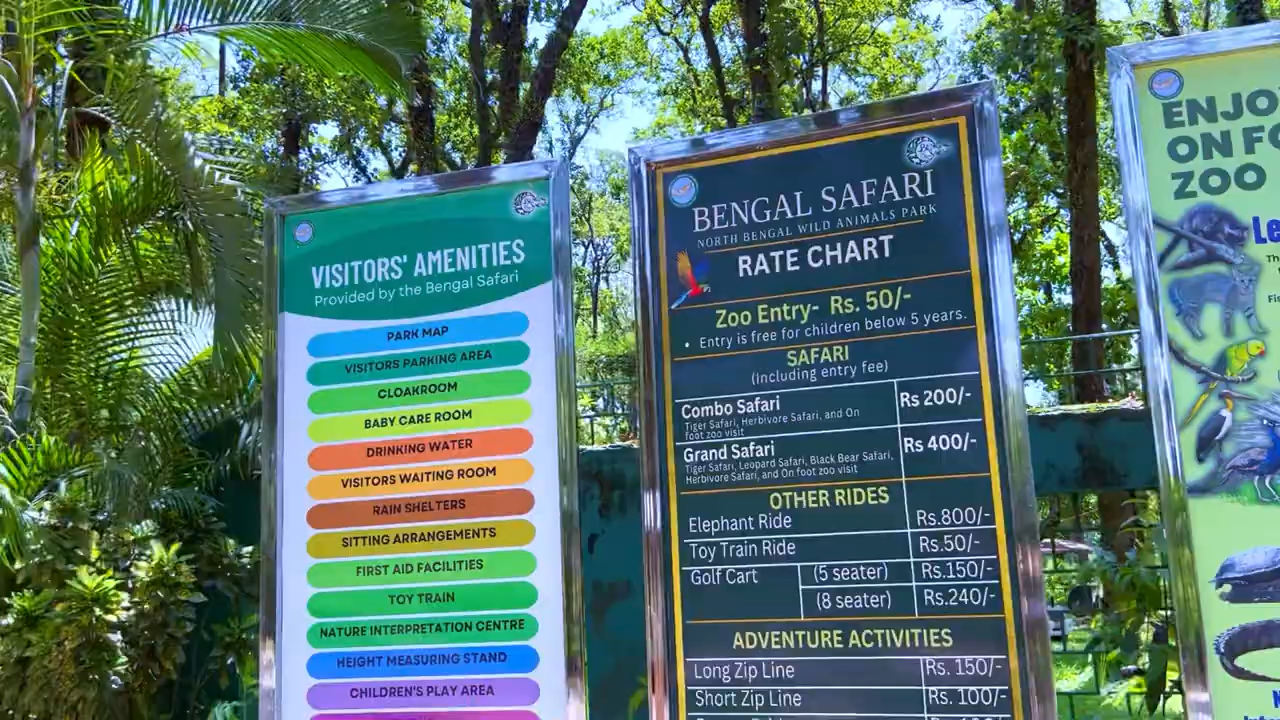 VISITORS' AMENITIES
Provided by the Bengal Safari
PARK MAP
VISITORS PARKING AREA
CLOAKROOM
BABY CARE ROOM
DRINKING WATER
VISITORS WAITING ROOM
RAIN SHELTERS
SITTING ARRANGEMENTS
FIRST AID FACILITIES
TOY TRAIN
NATURE INTERPRETATION CENTRE
HEIGHT MEASURING STAND
CHILDREN'S PLAY AREA
BENGAL SAFARI
NORTH BENGAL WILD ANIMALS PARK
RATE CHART
Zoo Entry- Rs. 50/-
• Entry is free for children below 5 years.
SAFARI
(Including entry fee)
Combo Safari Rs 200/-
Tiger Safari, Herbivore Safari, and On
foot zoo visit
Grand Safari Rs 400/-
Tiger Safari, Leopard Safari, Black Bear Safari,
Herbivore Safari, and On foot zoo visit
OTHER RIDES
Elephant Ride Rs.800/-
Toy Train Ride Rs.50/-
Golf Cart (5 seater) Rs.150/-
(8 seater) Rs.240/-
ADVENTURE ACTIVITIES
Long Zip Line Rs. 150/-
Short Zip Line Rs. 100/-
ENJO
ON FO
ZOO
Le
Th
Fi